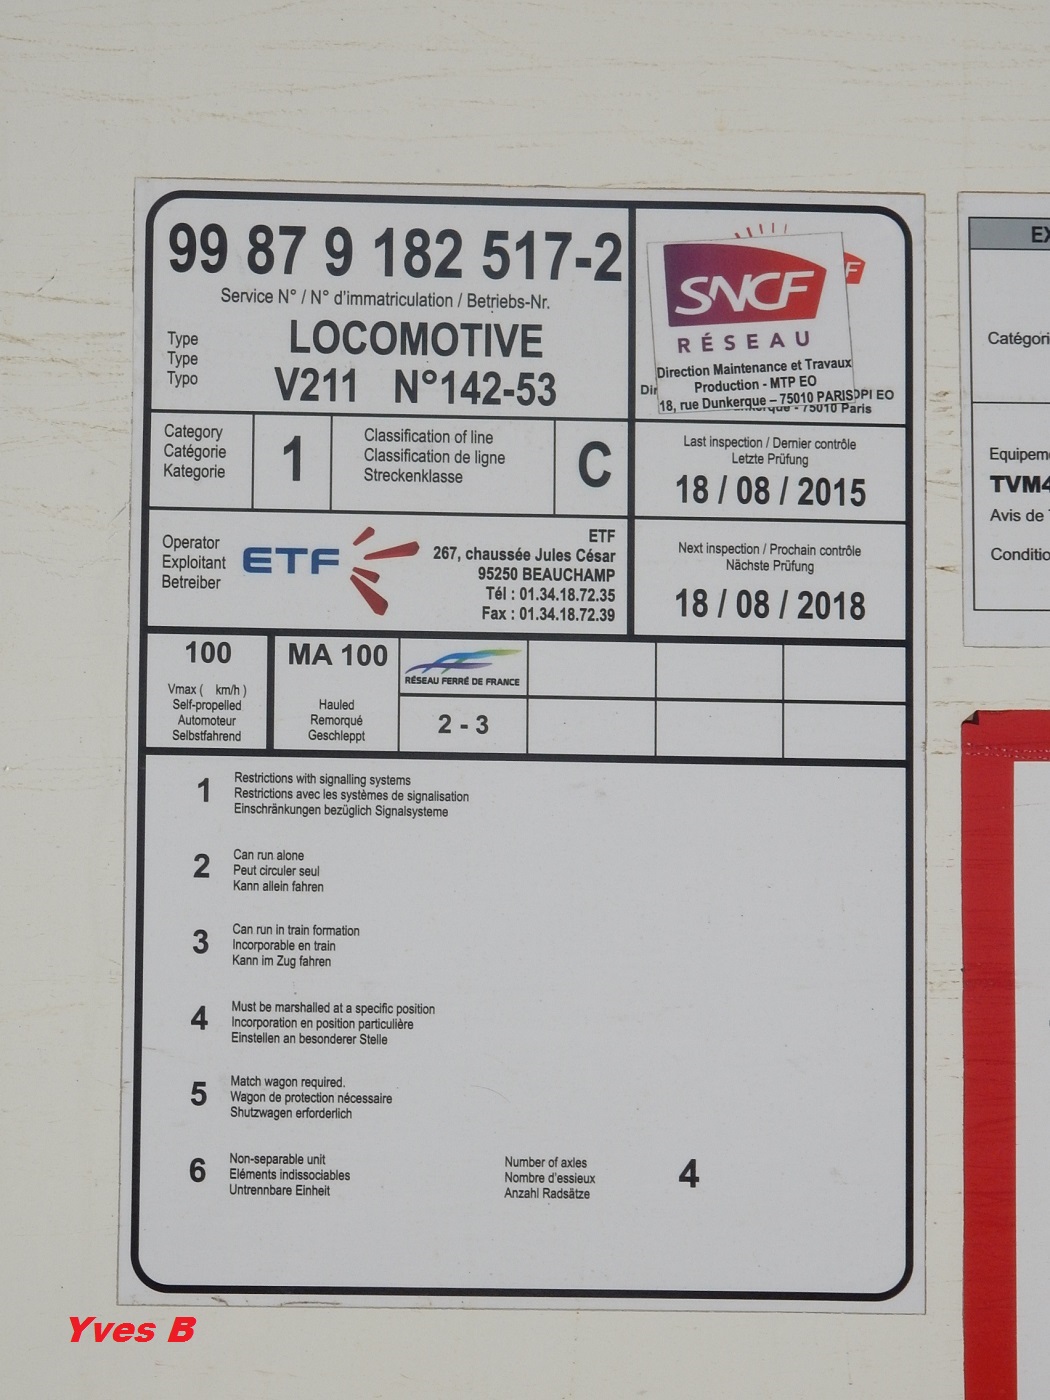 99 87 9 182 517-2
Service N° / N° d'immatriculation / Betriebs-Nr.
Type
Type
Typo
LOCOMOTIVE
V211 N°142-53
SNCF
RÉSEAU
Direction Maintenance et Travaux
Production - MTP EO
18, rue Dunkerque – 75010 PARIS
OPI EO
75010 Paris
Category
Catégorie
Kategorie
1
Classification of line
Classification de ligne
Streckenklasse
C
Last inspection / Dernier contrôle
Letzte Prüfung
18 / 08 / 2015
Operator
Exploitant
Betreiber
ETF
ETF
267, chaussée Jules César
95250 BEAUCHAMP
Tél : 01.34.18.72.35
Fax : 01.34.18.72.39
Next inspection / Prochain contrôle
Nächste Prüfung
18 / 08 / 2018
100
Vmax ( km/h )
Self-propelled
Automoteur
Selbstfahrend
MA 100
Hauled
Remorqué
Geschleppt
RÉSEAU FERRÉ DE FRANCE
2 - 3
1
Restrictions with signalling systems
Restrictions avec les systèmes de signalisation
Einschränkungen bezüglich Signalsysteme
2
Can run alone
Peut circuler seul
Kann allein fahren
3
Can run in train formation
Incorporable en train
Kann im Zug fahren
4
Must be marshalled at a specific position
Incorporation en position particulière
Einstellen an besonderer Stelle
5
Match wagon required.
Wagon de protection nécessaire
Shutzwagen erforderlich
6
Non-separable unit
Eléments indissociables
Untrennbare Einheit
Number of axles
Nombre d'essieux
Anzahl Radsätze
4
EX
Catégori
Equipeme
TVM4
Avis de
Conditio
Yves B